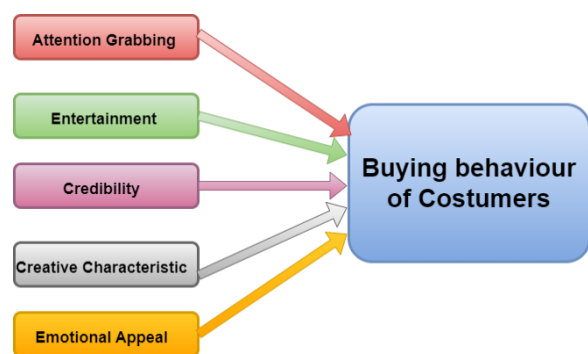 Attention Grabbing
Entertainment
Credibility
Creative Characteristic
Emotional Appeal
Buying behaviour
of Costumers